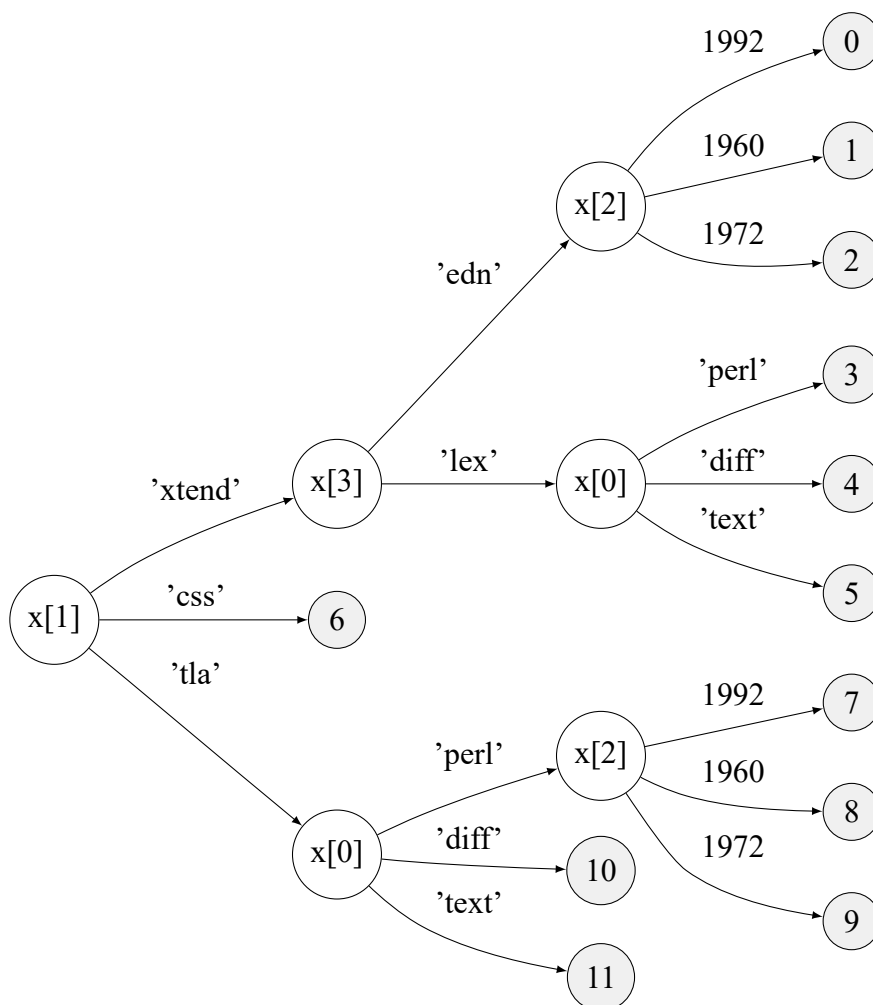 1992
0
1960
1
x[2]
1972
2
’edn’
’perl’
3
’xtend’
x[3]
’lex’
x[0]
’diff’
4
’text’
5
x[1]
’css’
6
’tla’
1992
7
’perl’
x[2]
1960
8
x[0]
’diff’
10
1972
9
’text’
11